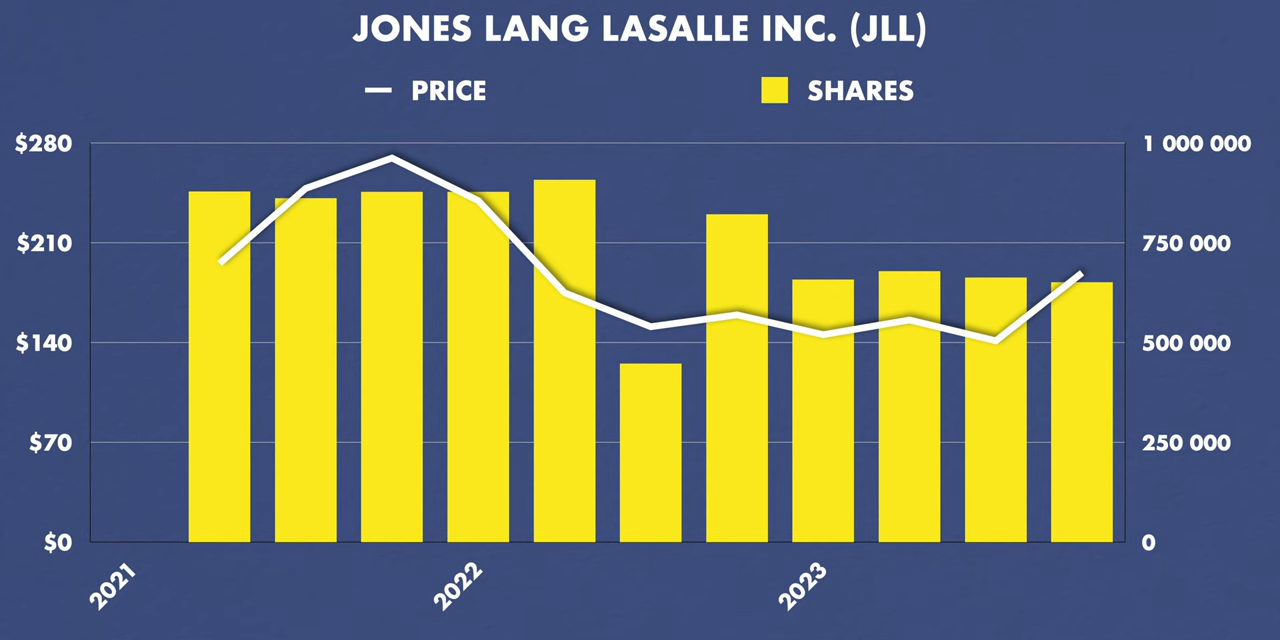 JONES LANG LASALLE INC. (JLL)
PRICE SHARES
$280 1 000 000
$210 750 000
$140 500 000
$70 250 000
$0 0
2021 2022 2023